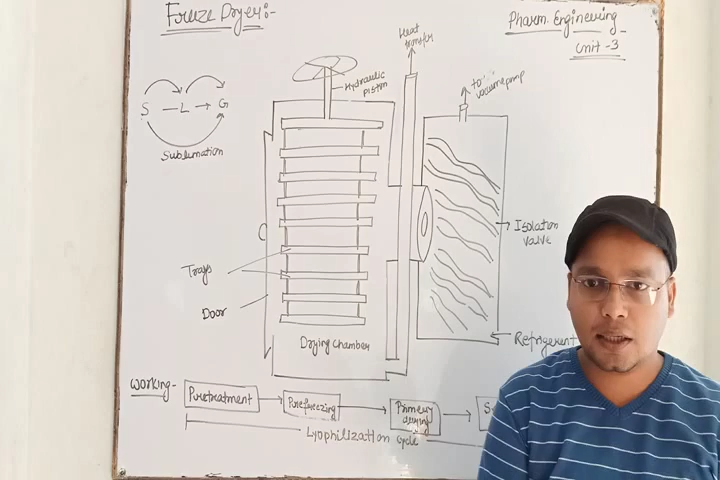 Freeze Dryer:-
Pharm. Engineering
Unit -3
Heat
transfer
Hydraulic
piston
to
vacuum pump
S — L → G
Sublimation
Isolation
valve
Trays
Door
Drying chamber
Refrigerent
Working-
Pretreatment
Prefreezing
Primary
drying
S
Lyophilization cycle